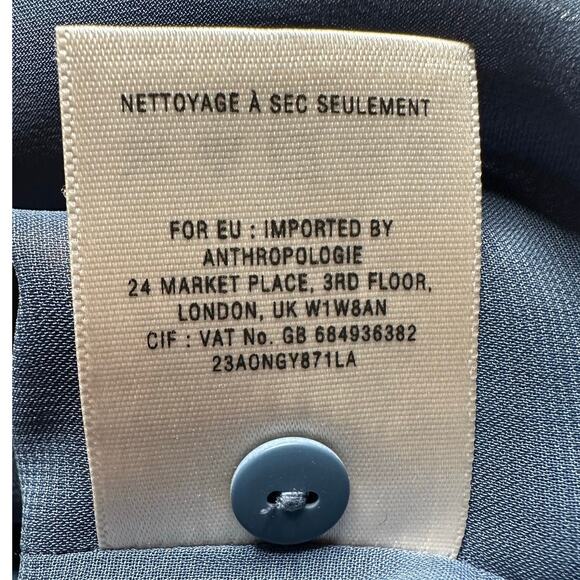 NETTOYAGE À SEC SEULEMENT
FOR EU : IMPORTED BY
ANTHROPOLOGIE
24 MARKET PLACE, 3RD FLOOR,
LONDON, UK W1W8AN
CIF : VAT No. GB 684936382
23AONGY871LA